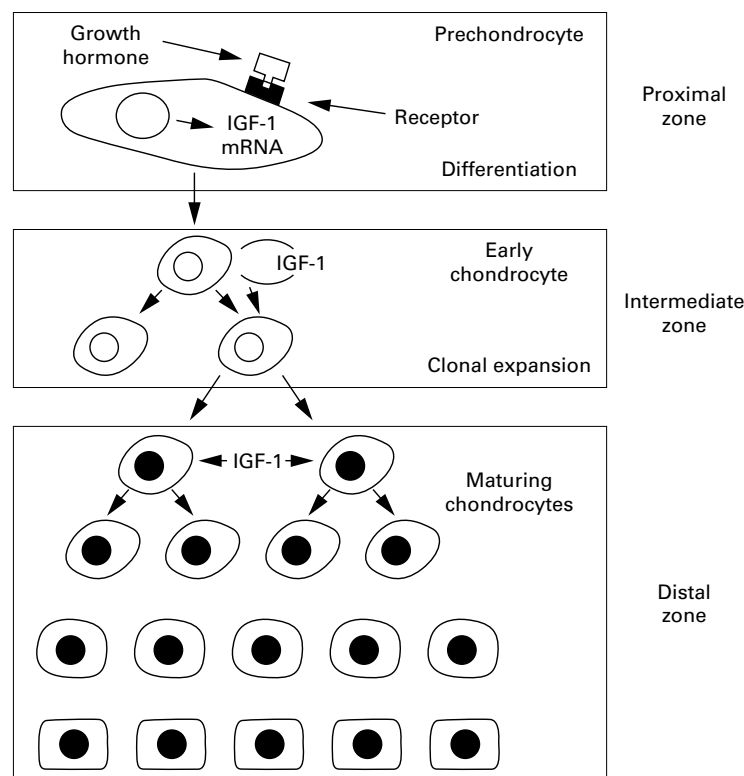 Growth
hormone
Prechondrocyte
Receptor
IGF-1
mRNA
Differentiation
Proximal
zone
IGF-1
Early
chondrocyte
Clonal expansion
Intermediate
zone
IGF-1
Maturing
chondrocytes
Distal
zone